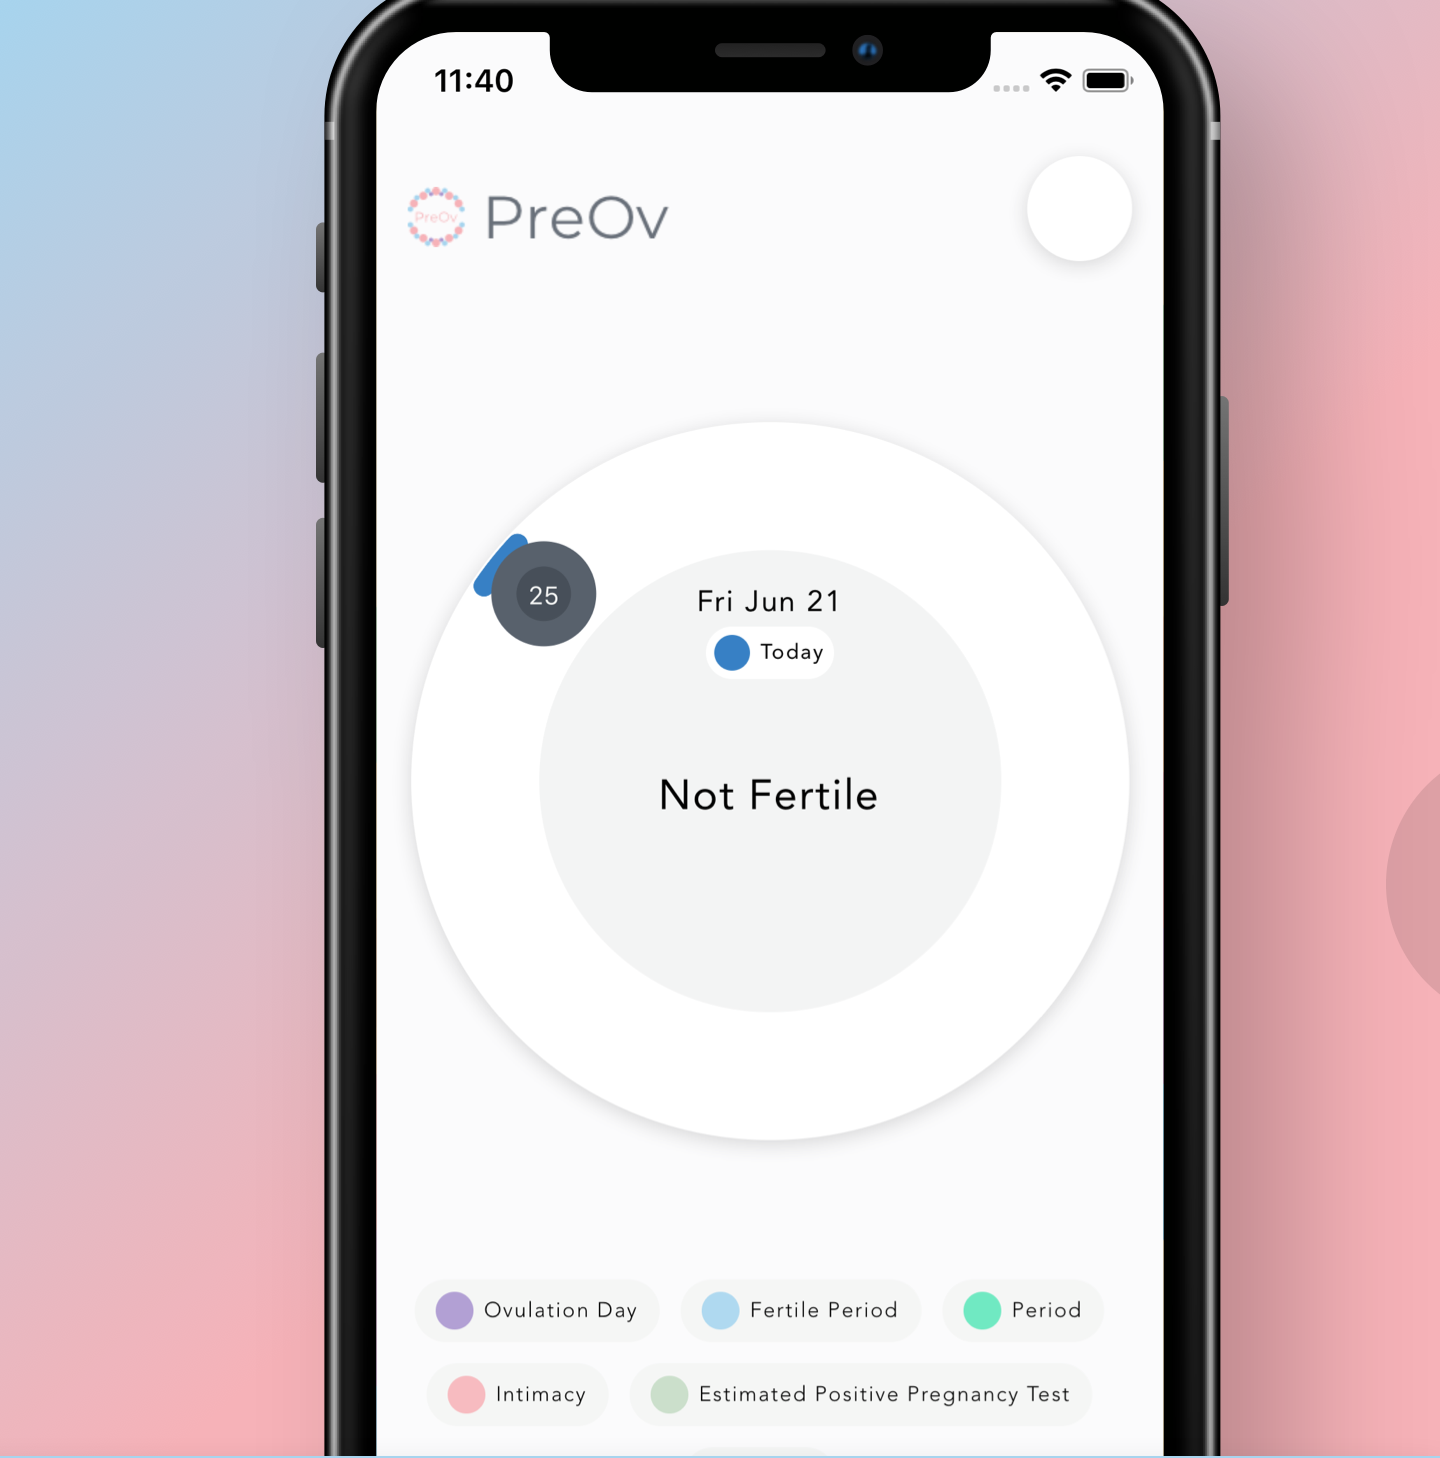 11:40
PreOv PreOv
25
Fri Jun 21
Today
Not Fertile
Ovulation Day Fertile Period Period
Intimacy Estimated Positive Pregnancy Test